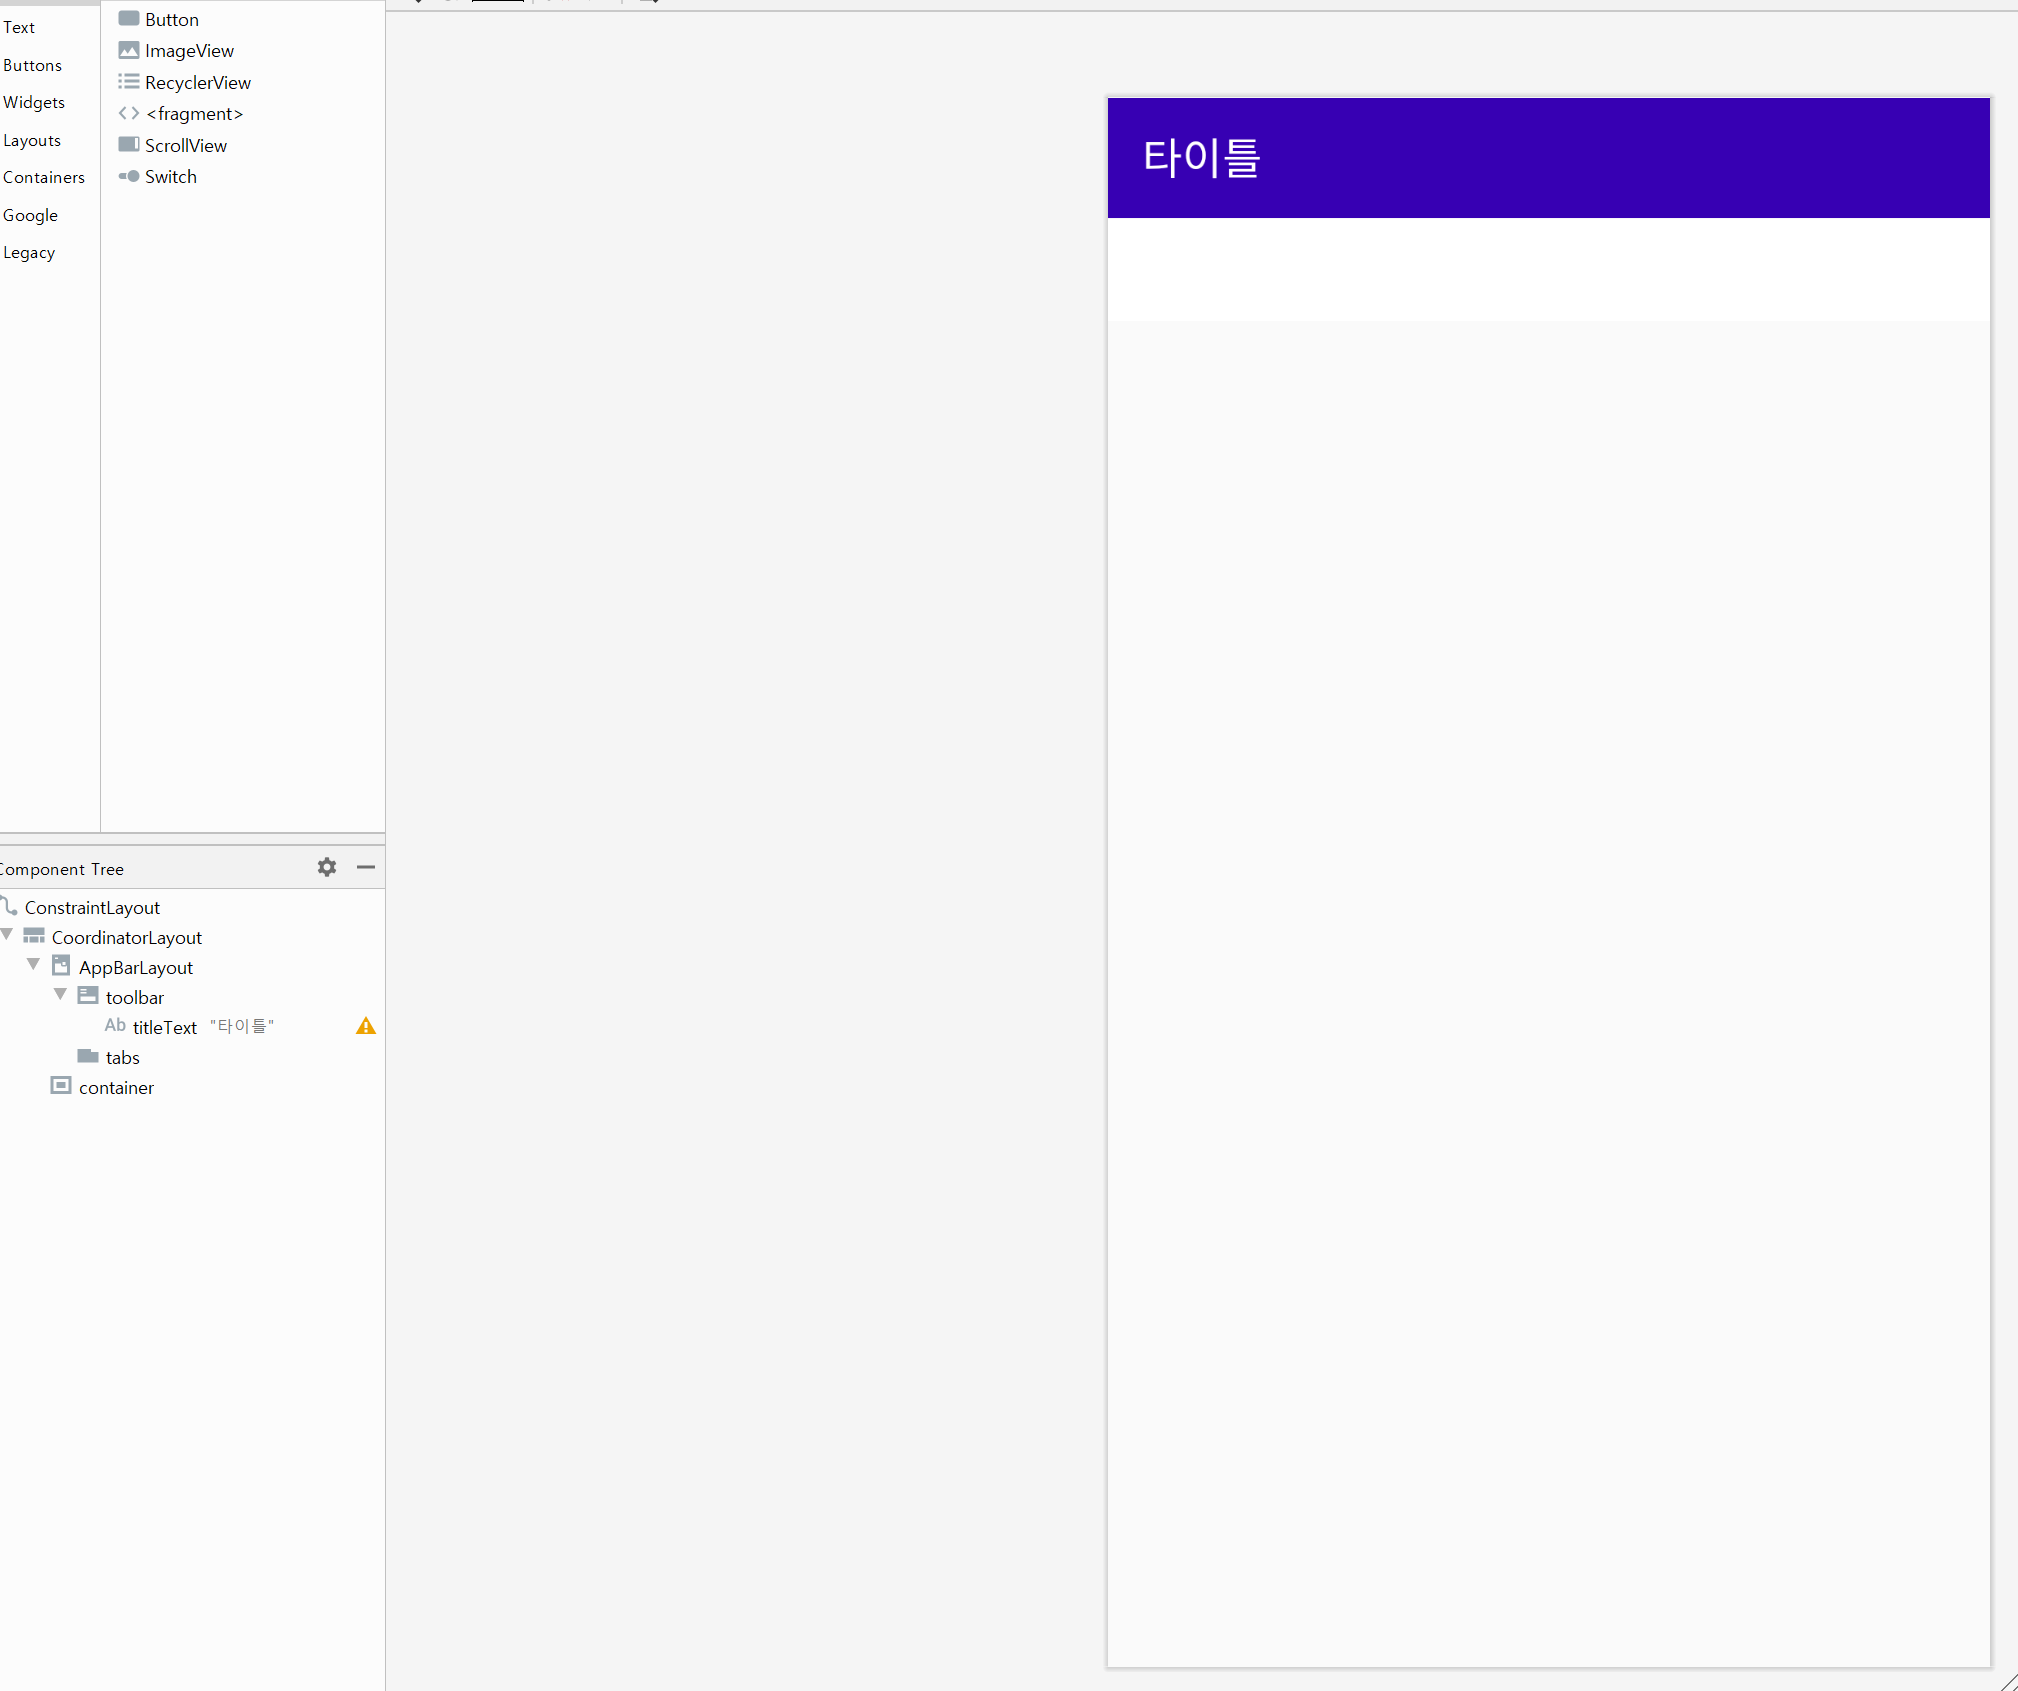 Text
Buttons
Widgets
Layouts
Containers
Google
Legacy
Button
ImageView
RecyclerView
<fragment>
ScrollView
Switch
타이틀
Component Tree
ConstraintLayout
CoordinatorLayout
AppBarLayout
toolbar
Ab titleText "타이틀"
tabs
container